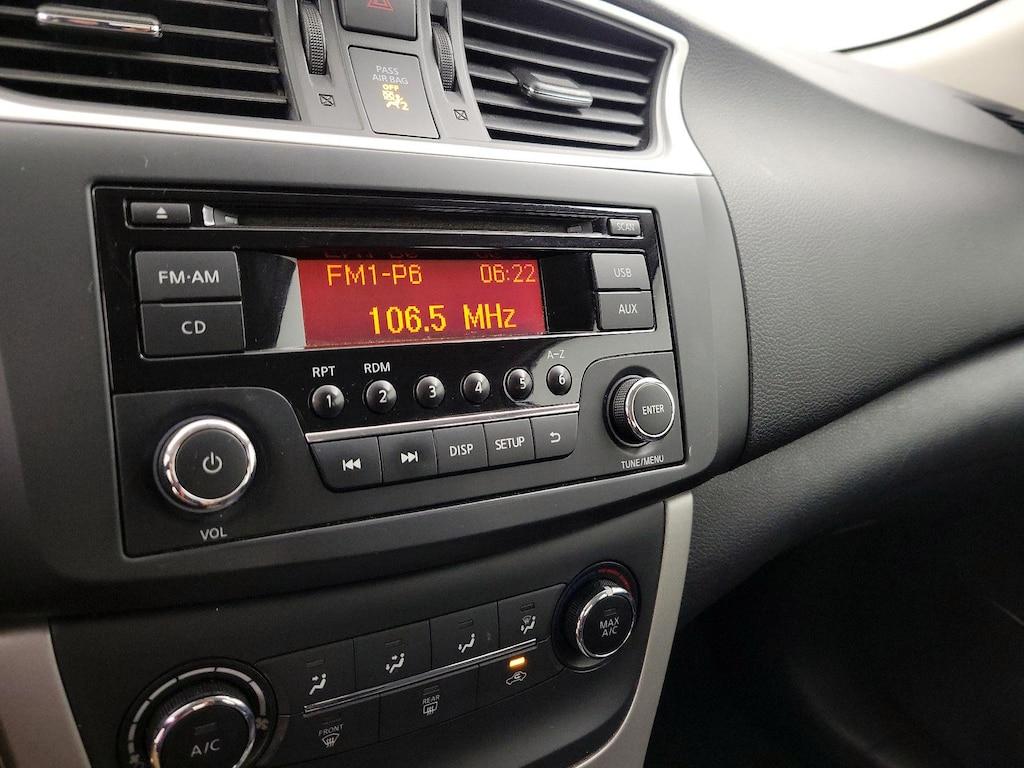 PASS
AIR BAG
OFF
2
SCAN
FM·AM
CD
FM1-P6 06:22
106.5 MHz
USB
AUX
RPT RDM A-Z
1 2 3 4 5 6
DISP SETUP
ENTER
TUNE/MENU
VOL
MAX
A/C
A/C
FRONT
REAR